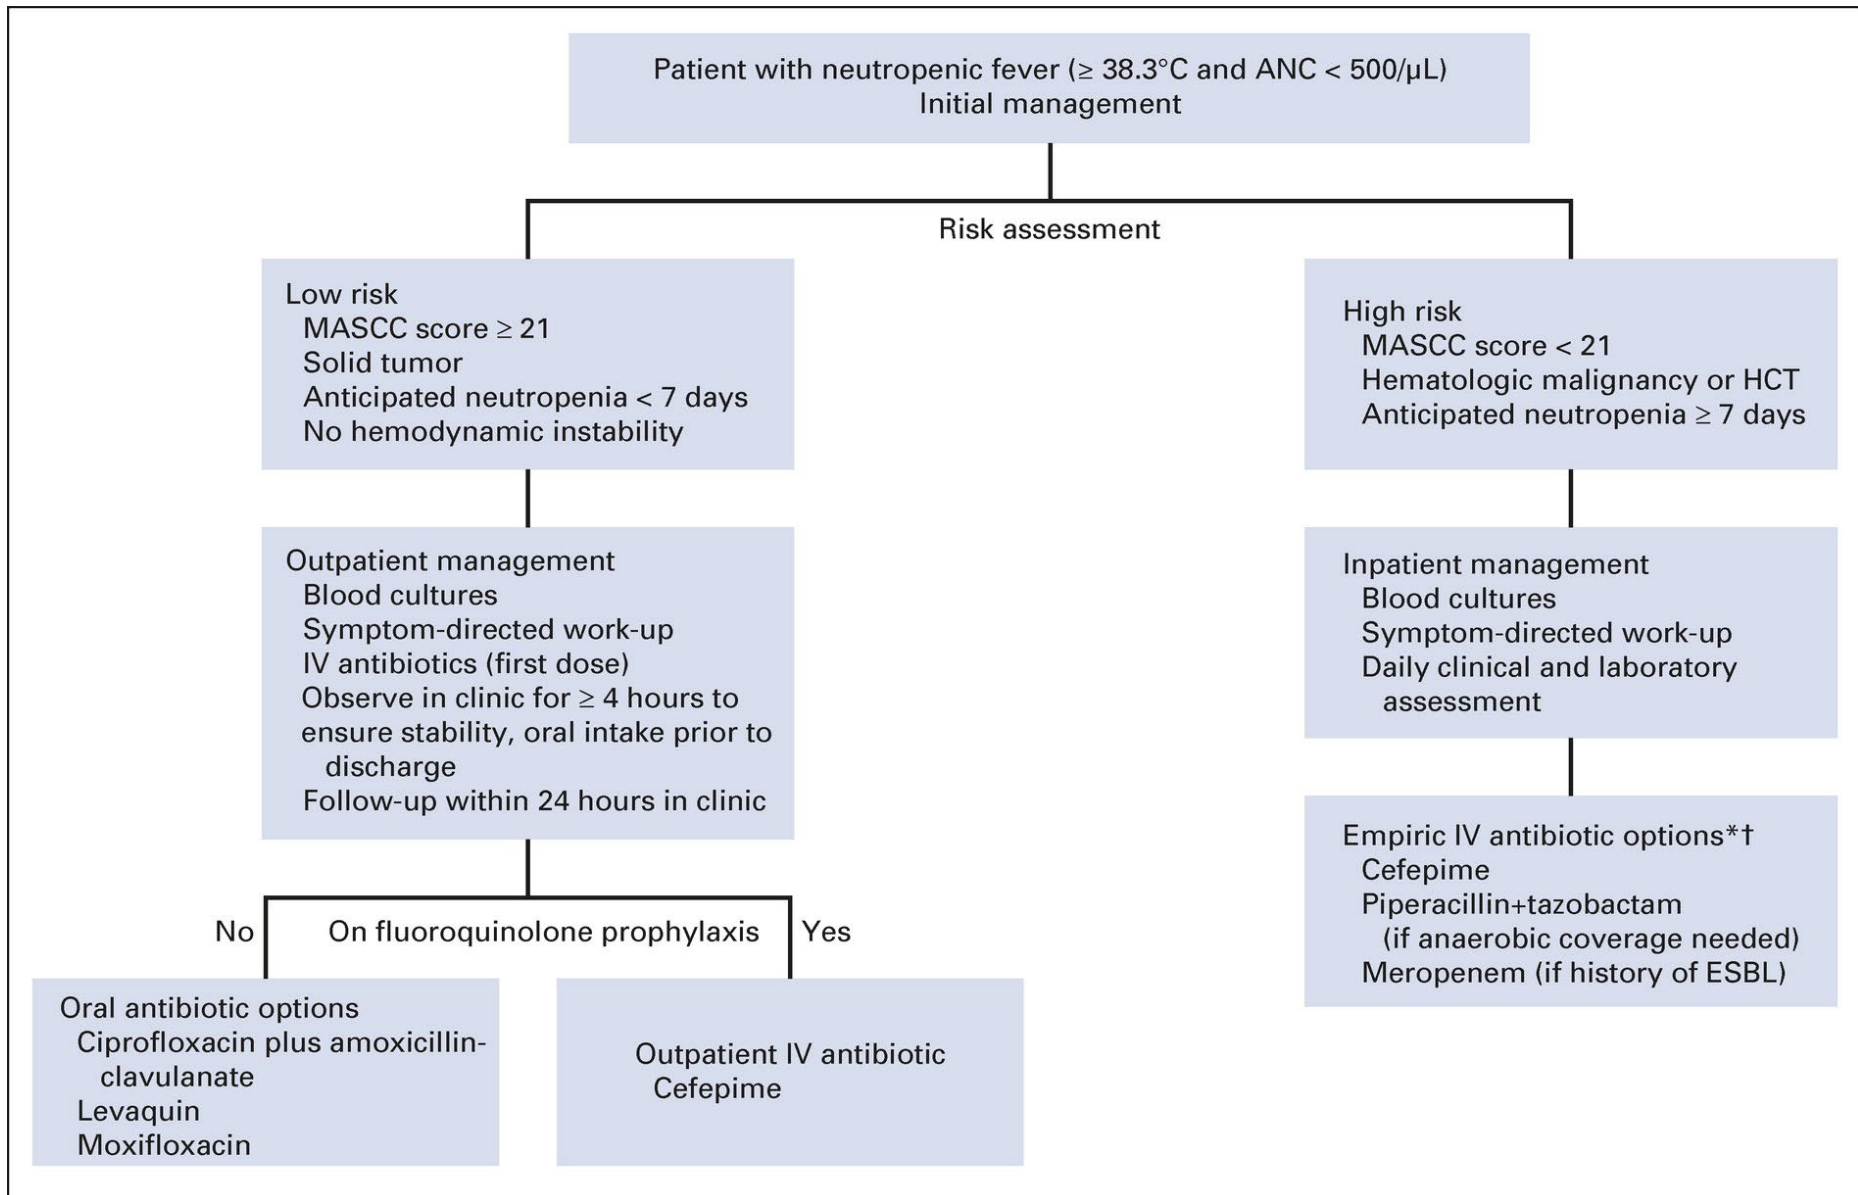 Patient with neutropenic fever (≥ 38.3°C and ANC < 500/μL)
Initial management
Risk assessment
Low risk
MASCC score ≥ 21
Solid tumor
Anticipated neutropenia < 7 days
No hemodynamic instability
High risk
MASCC score < 21
Hematologic malignancy or HCT
Anticipated neutropenia ≥ 7 days
Outpatient management
Blood cultures
Symptom-directed work-up
IV antibiotics (first dose)
Observe in clinic for ≥ 4 hours to
ensure stability, oral intake prior to
discharge
Follow-up within 24 hours in clinic
Inpatient management
Blood cultures
Symptom-directed work-up
Daily clinical and laboratory
assessment
Empiric IV antibiotic options*†
Cefepime
Piperacillin+tazobactam
(if anaerobic coverage needed)
Meropenem (if history of ESBL)
No
On fluoroquinolone prophylaxis
Yes
Oral antibiotic options
Ciprofloxacin plus amoxicillin-
clavulanate
Levaquin
Moxifloxacin
Outpatient IV antibiotic
Cefepime